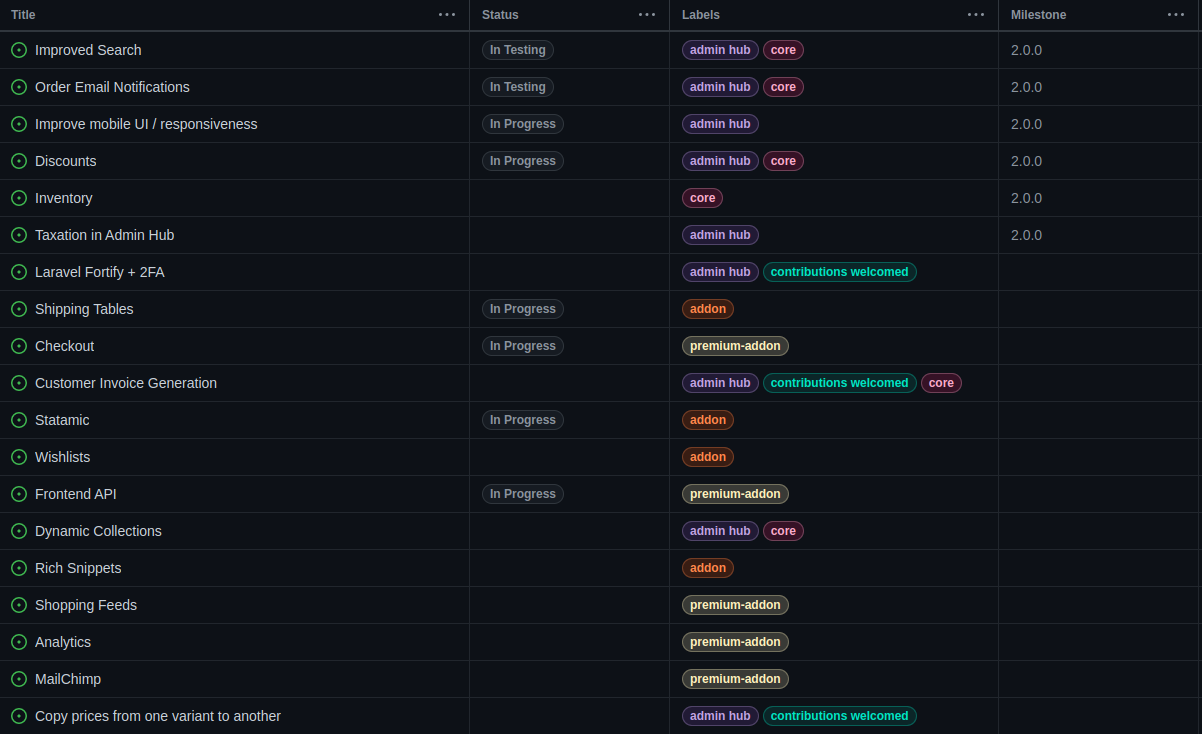 Title ... Status ... Labels ... Milestone ...
Improved Search In Testing admin hub core 2.0.0
Order Email Notifications In Testing admin hub core 2.0.0
Improve mobile UI / responsiveness In Progress admin hub 2.0.0
Discounts In Progress admin hub core 2.0.0
Inventory core 2.0.0
Taxation in Admin Hub admin hub 2.0.0
Laravel Fortify + 2FA admin hub contributions welcomed
Shipping Tables In Progress addon
Checkout In Progress premium-addon
Customer Invoice Generation admin hub contributions welcomed core
Statamic In Progress addon
Wishlists addon
Frontend API In Progress premium-addon
Dynamic Collections admin hub core
Rich Snippets addon
Shopping Feeds premium-addon
Analytics premium-addon
MailChimp premium-addon
Copy prices from one variant to another admin hub contributions welcomed